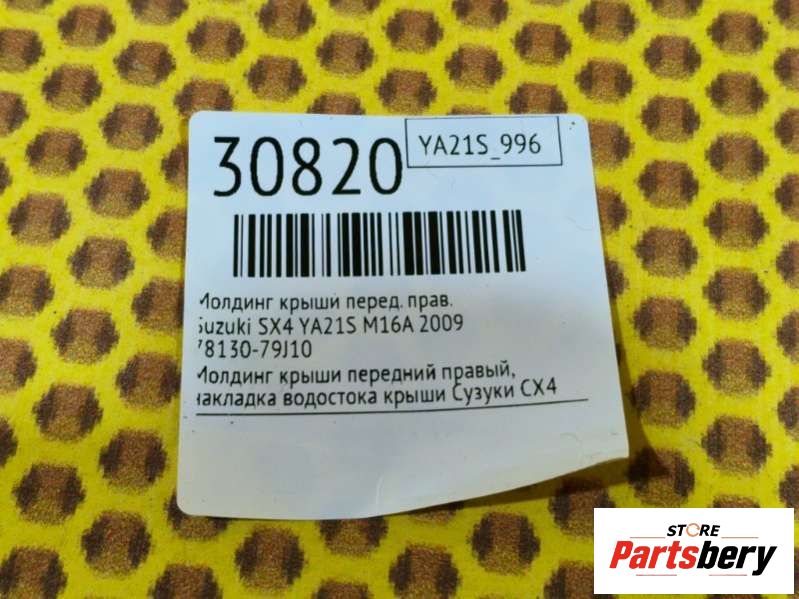 30820
YA21S_996
Молдинг крыши перед. прав.
Suzuki SX4 YA21S M16A 2009
78130-79J10
Молдинг крыши передний правый,
накладка водостока крыши Сузуки СХ4
STORE
Partsbery